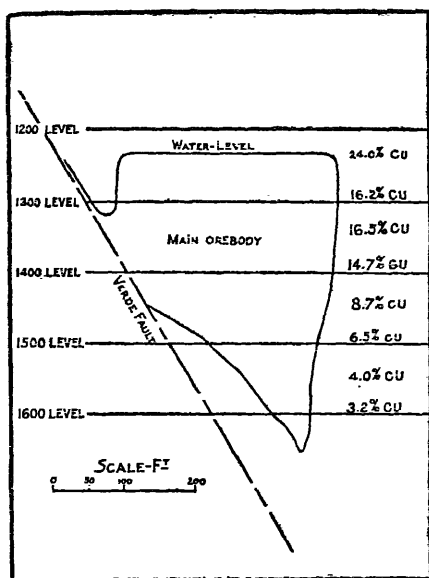 1200 LEVEL
WATER-LEVEL
24.0% CU
16.2% CU
1300 LEVEL
16.5% CU
MAIN OREBODY
14.7% CU
1400 LEVEL
VERDE FAULT
8.7% CU
6.5% CU
1500 LEVEL
4.0% CU
3.2% CU
1600 LEVEL
SCALE-FT
0 50 100 200